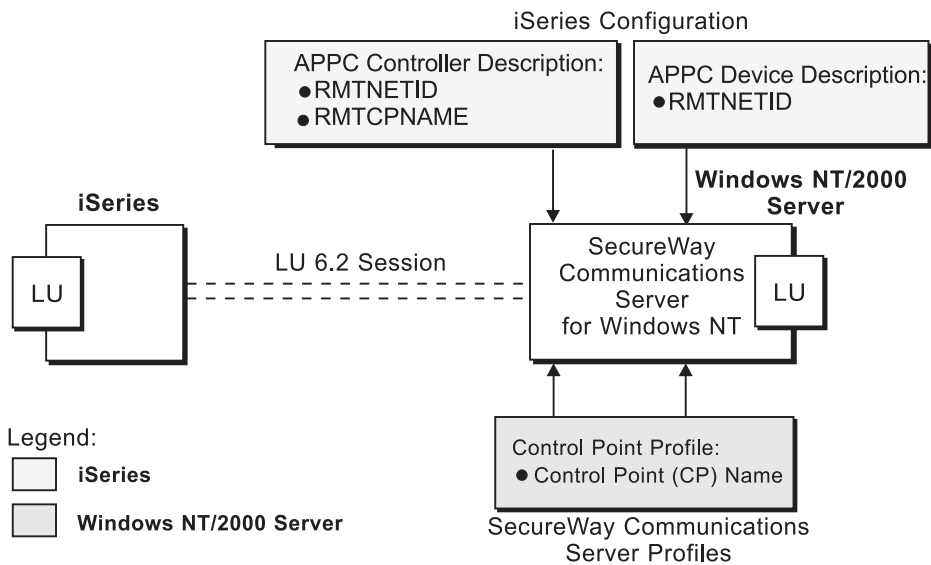 iSeries Configuration
APPC Controller Description:
● RMTNETID
● RMTCPNAME
APPC Device Description:
● RMTNETID
Windows NT/2000
Server
iSeries
LU
LU 6.2 Session
SecureWay
Communications
Server
for Windows NT
LU
Control Point Profile:
● Control Point (CP) Name
SecureWay Communications
Server Profiles
Legend:
iSeries
Windows NT/2000 Server